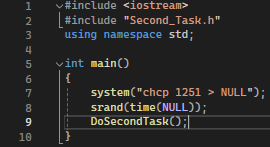 1 #include <iostream>
2 #include "Second_Task.h"
3 using namespace std;
4
5 int main()
6 {
7 system("chcp 1251 > NULL");
8 srand(time(NULL));
9 DoSecondTask();
10 }